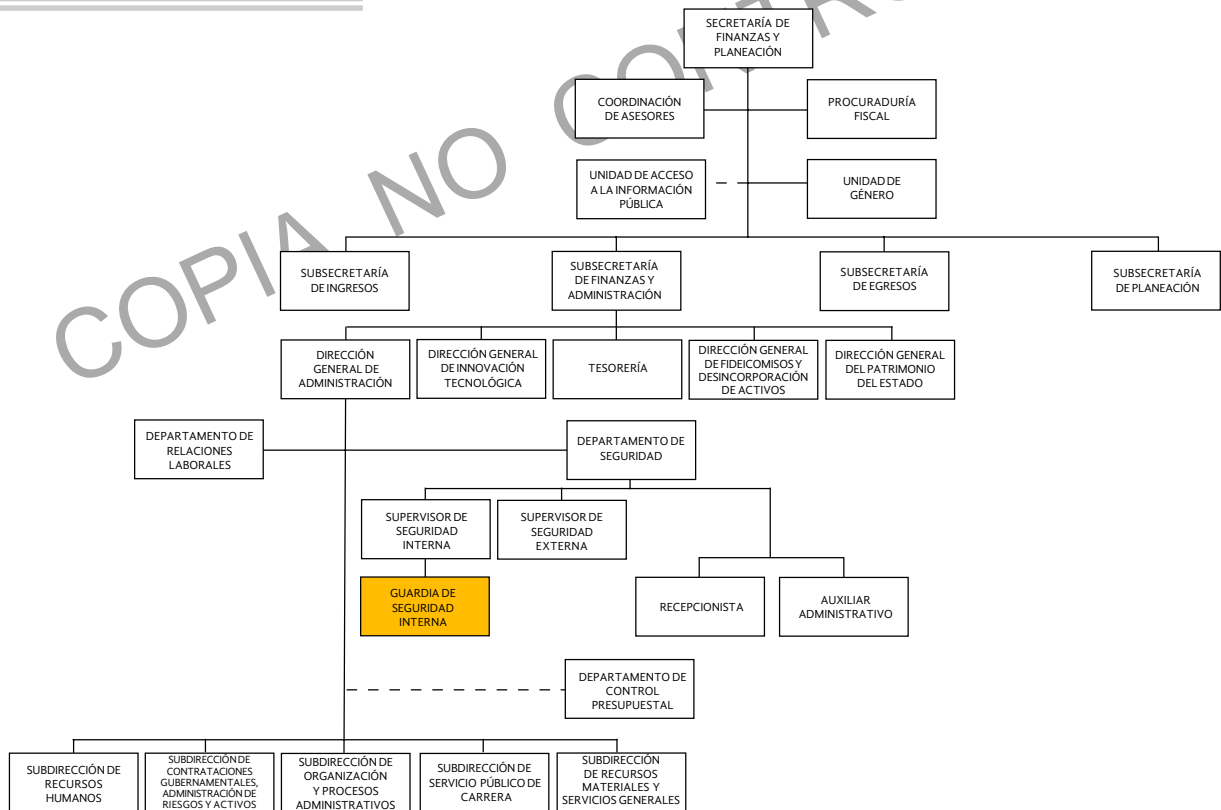 SECRETARÍA DE
FINANZAS Y
PLANEACIÓN
COORDINACIÓN
DE ASESORES
PROCURADURÍA
FISCAL
UNIDAD DE ACCESO
A LA INFORMACIÓN
PÚBLICA
UNIDAD DE
GÉNERO
COPIA NO
SUBSECRETARÍA
DE INGRESOS
SUBSECRETARÍA
DE FINANZAS Y
ADMINISTRACIÓN
SUBSECRETARÍA
DE EGRESOS
SUBSECRETARÍA
DE PLANEACIÓN
DIRECCIÓN
GENERAL DE
ADMINISTRACIÓN
DIRECCIÓN GENERAL
DE INNOVACIÓN
TECNOLÓGICA
TESORERÍA
DIRECCIÓN GENERAL
DE FIDEICOMISOS Y
DESINCORPORACIÓN
DE ACTIVOS
DIRECCIÓN GENERAL
DEL PATRIMONIO
DEL ESTADO
DEPARTAMENTO DE
RELACIONES
LABORALES
DEPARTAMENTO DE
SEGURIDAD
SUPERVISOR DE
SEGURIDAD
INTERNA
SUPERVISOR DE
SEGURIDAD
EXTERNA
GUARDIA DE
SEGURIDAD
INTERNA
RECEPCIONISTA
AUXILIAR
ADMINISTRATIVO
DEPARTAMENTO DE
CONTROL
PRESUPUESTAL
SUBDIRECCIÓN DE
RECURSOS
HUMANOS
SUBDIRECCIÓN DE
CONTRATACIONES
GUBERNAMENTALES,
ADMINISTRACIÓN DE
RIESGOS Y ACTIVOS
SUBDIRECCIÓN DE
ORGANIZACIÓN
Y PROCESOS
ADMINISTRATIVOS
SUBDIRECCIÓN DE
SERVICIO PÚBLICO DE
CARRERA
SUBDIRECCIÓN
DE RECURSOS
MATERIALES Y
SERVICIOS GENERALES